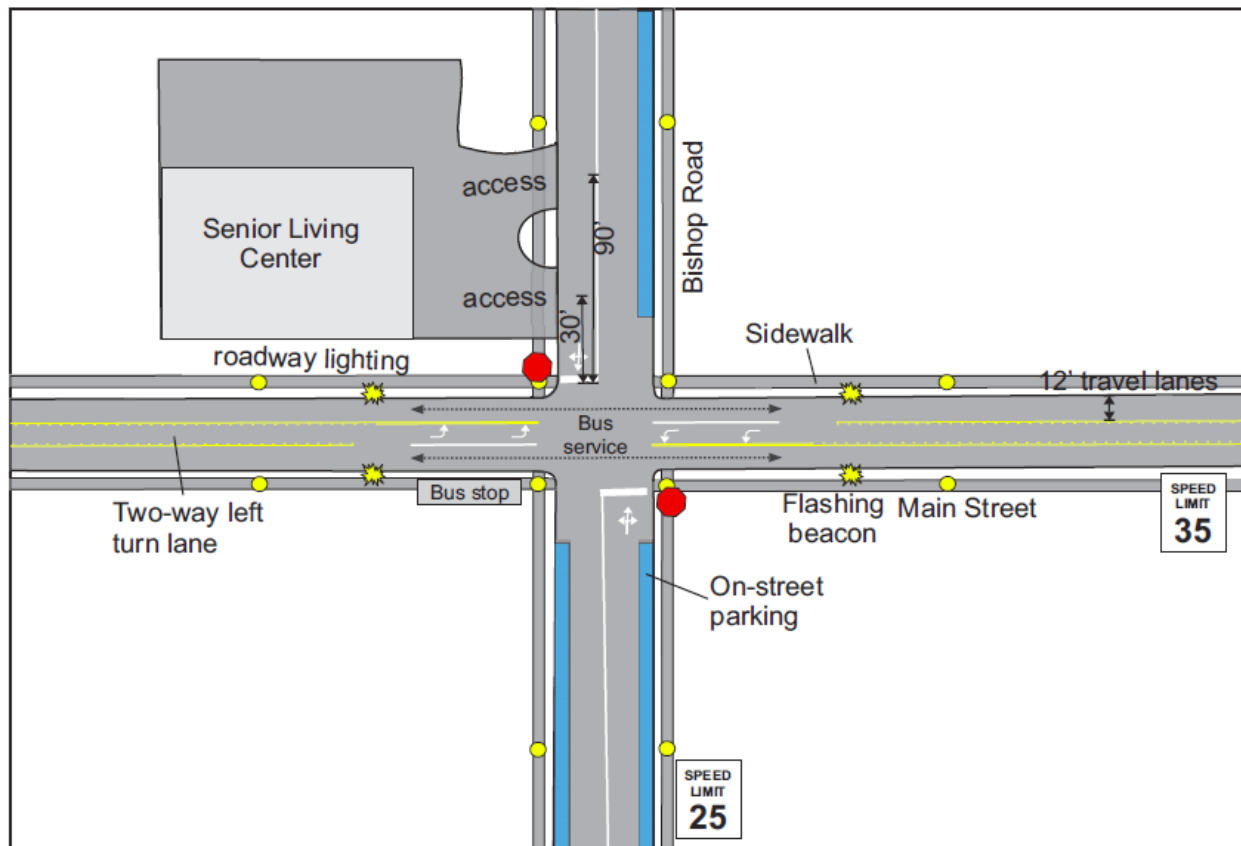 access
Senior Living
Center
90'
Bishop Road
access
30'
roadway lighting
Sidewalk
12' travel lanes
Bus
service
Bus stop
Two-way left
turn lane
Flashing
beacon
Main Street
SPEED
LIMIT
35
On-street
parking
SPEED
LIMIT
25